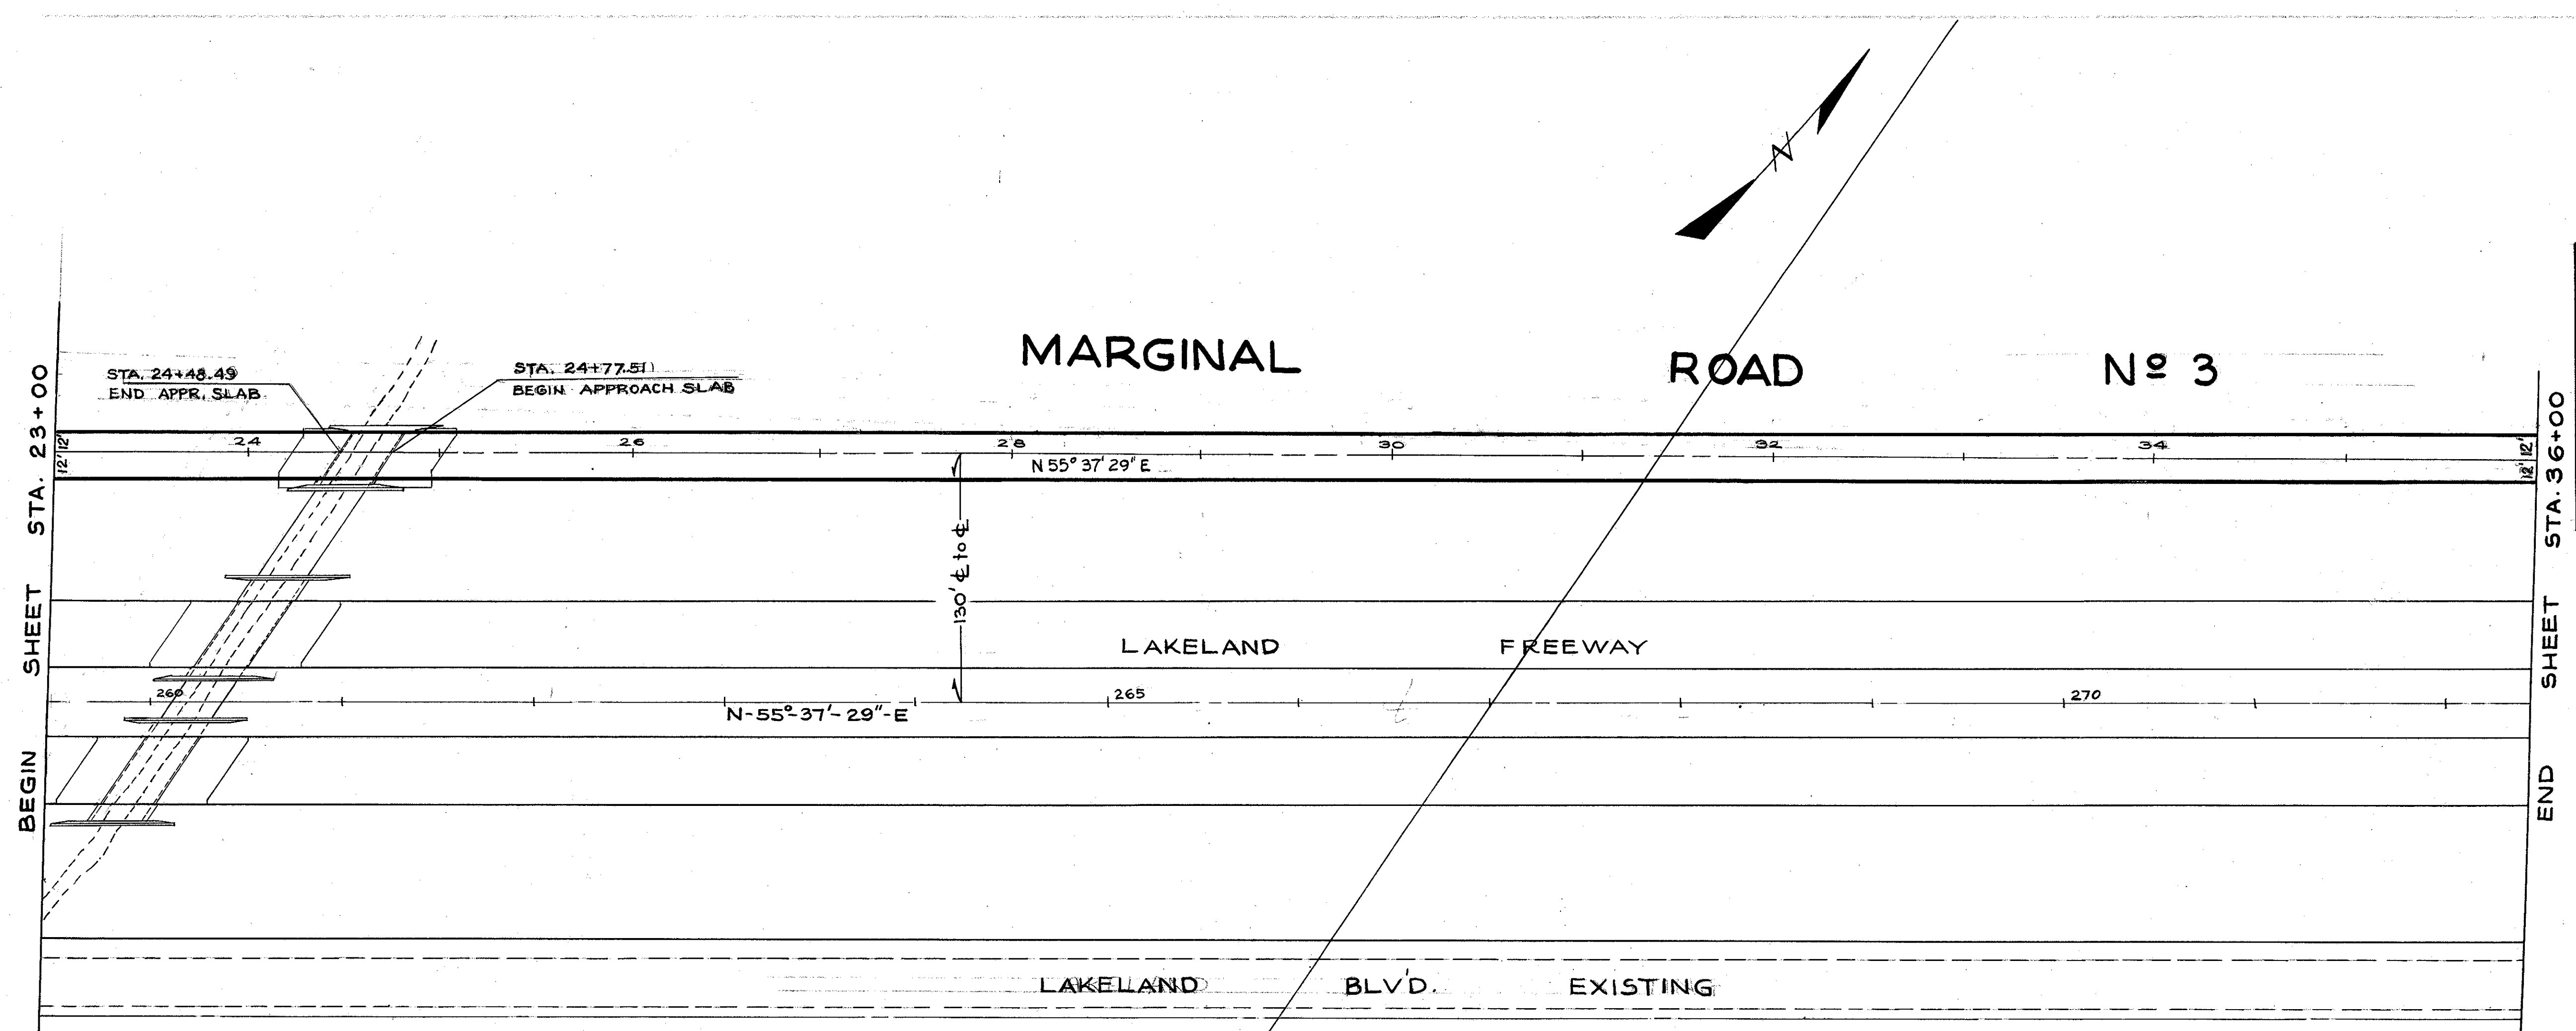 N
MARGINAL ROAD Nº 3
STA. 24+48.49
END APPR. SLAB
STA. 24+77.51
BEGIN APPROACH SLAB
BEGIN SHEET STA. 23+00
12' 12'
24 26 28 30 32 34
12' 12'
N 55° 37' 29" E
130' ℄ to ℄
LAKELAND FREEWAY
260 265 270
N-55°-37'-29"-E
LAKELAND BLV'D. EXISTING
END SHEET STA. 36+00